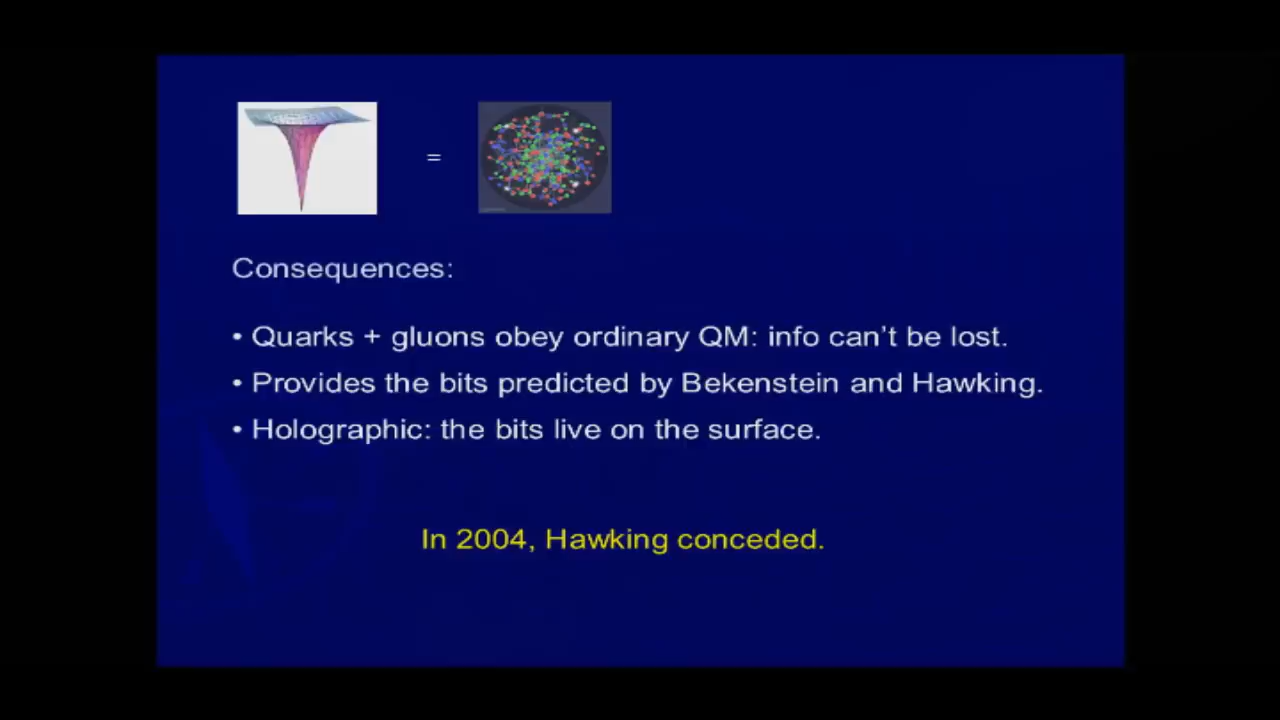 =
Consequences:
• Quarks + gluons obey ordinary QM: info can't be lost.
• Provides the bits predicted by Bekenstein and Hawking.
• Holographic: the bits live on the surface.
In 2004, Hawking conceded.